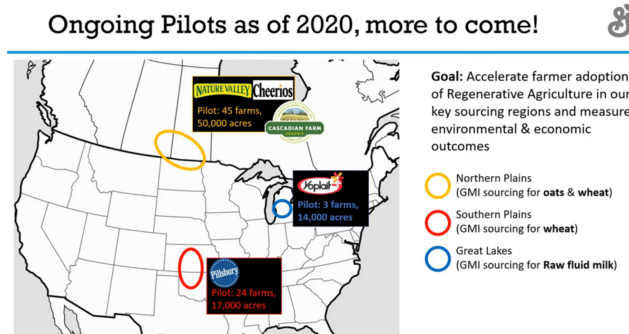 Ongoing Pilots as of 2020, more to come!
NATURE VALLEY Cheerios
Pilot: 45 farms,
50,000 acres
CASCADIAN FARM
ORGANIC
Yoplait
Pilot: 3 farms,
14,000 acres
Pillsbury
Pilot: 24 farms,
17,000 acres
Goal: Accelerate farmer adoption
of Regenerative Agriculture in our
key sourcing regions and measure
environmental & economic
outcomes
Northern Plains
(GMI sourcing for oats & wheat)
Southern Plains
(GMI sourcing for wheat)
Great Lakes
(GMI sourcing for Raw fluid milk)